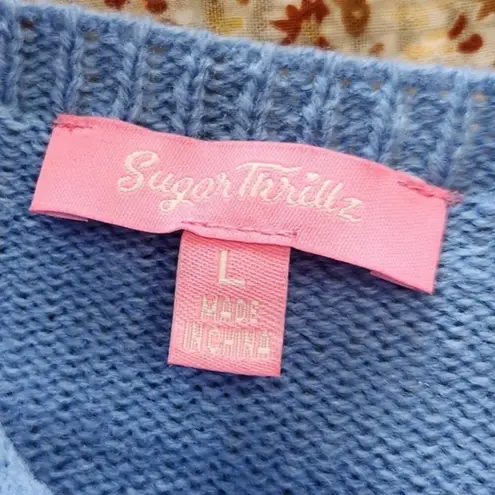 Sugar Thrillz
L
MADE
IN CHINA